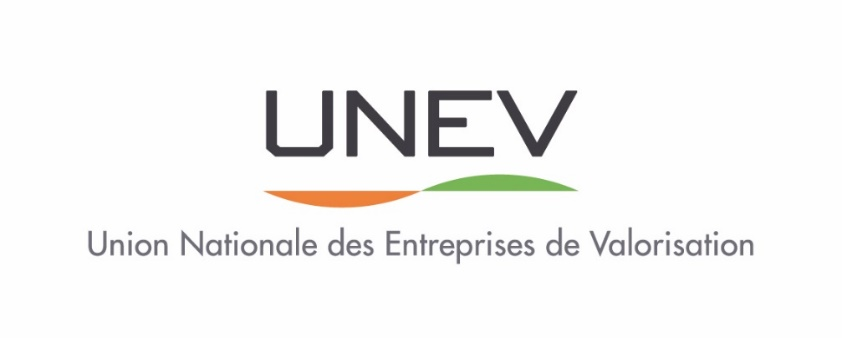 UNEV
Union Nationale des Entreprises de Valorisation